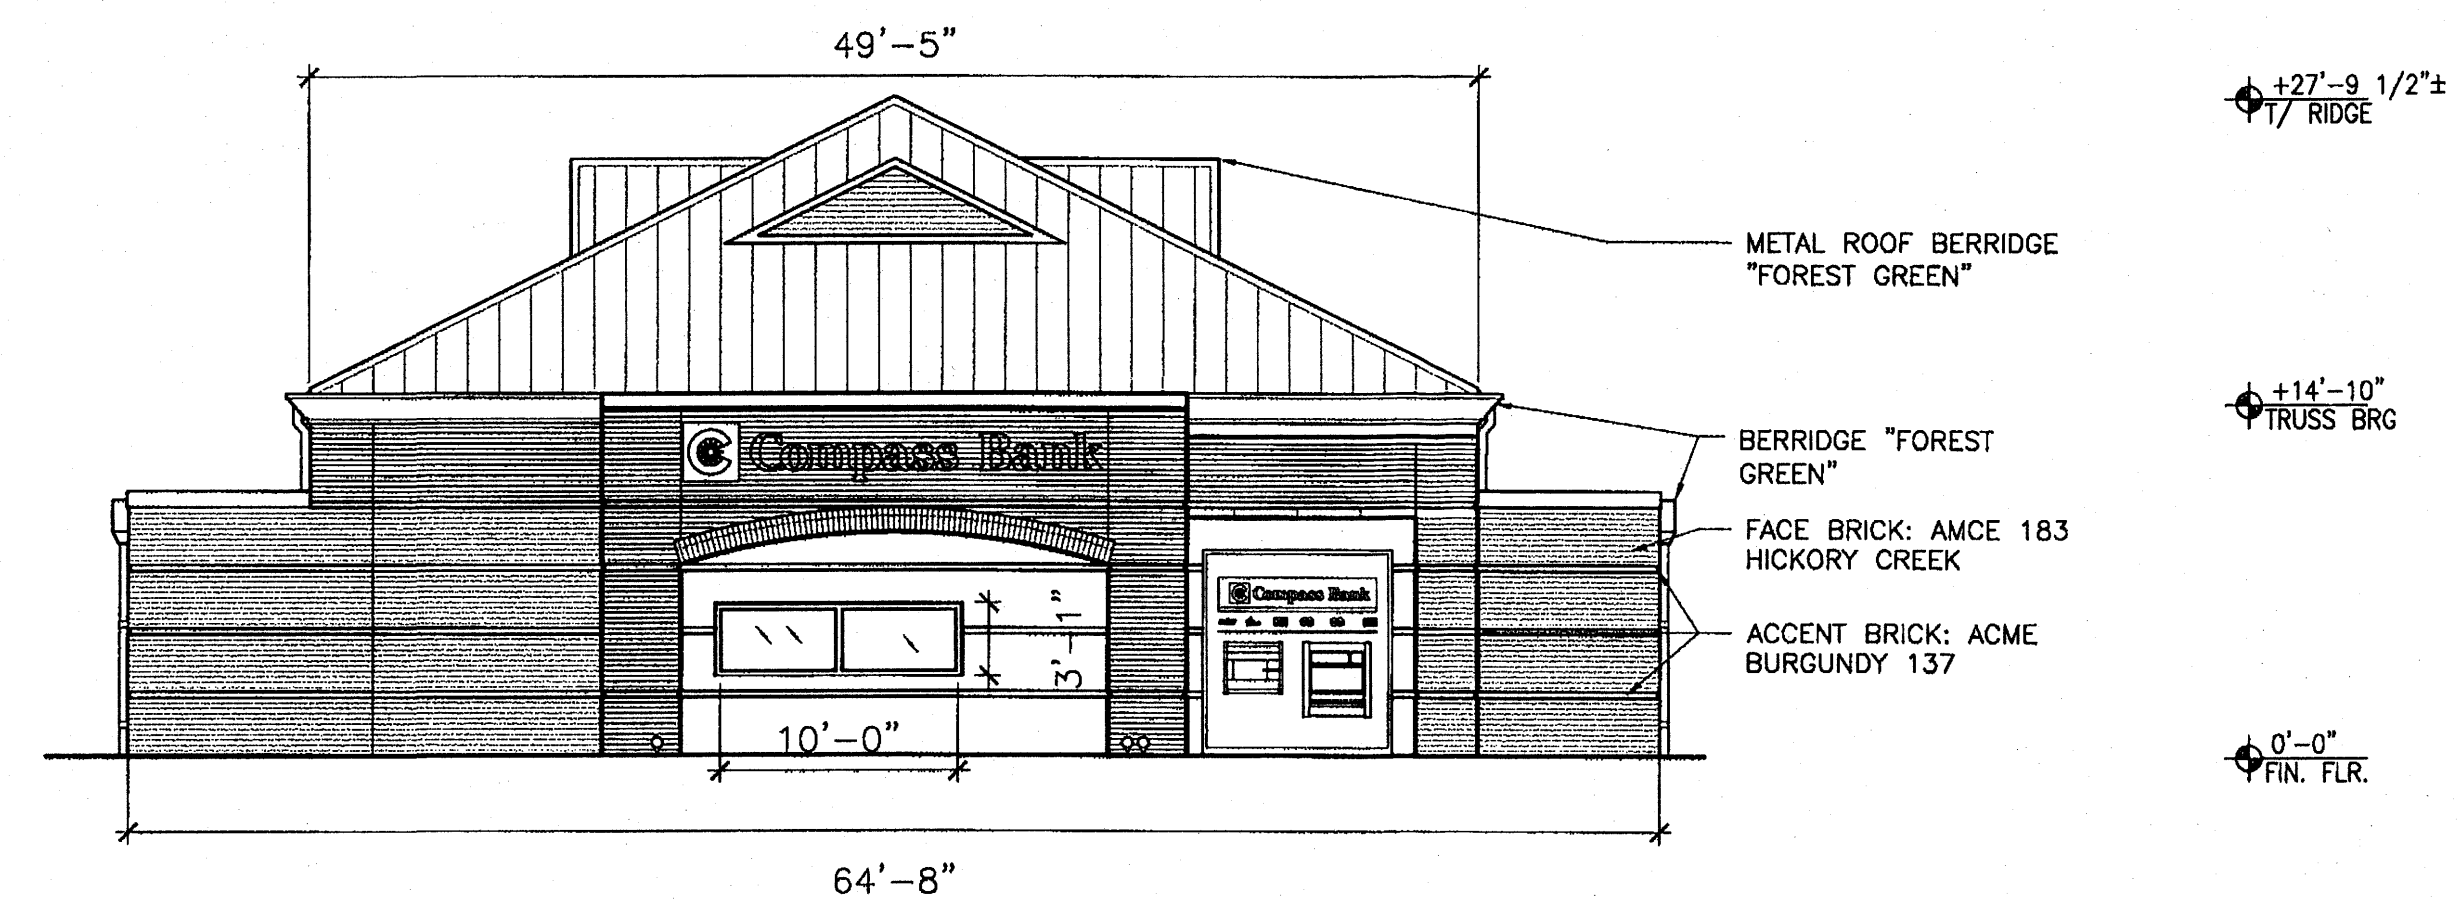 49'-5"
+27'-9 1/2"±
T/ RIDGE
METAL ROOF BERRIDGE
"FOREST GREEN"
+14'-10"
TRUSS BRG
Compass Bank
BERRIDGE "FOREST
GREEN"
FACE BRICK: AMCE 183
HICKORY CREEK
Compass Bank
3'-1"
ACCENT BRICK: ACME
BURGUNDY 137
10'-0"
0'-0"
FIN. FLR.
64'-8"